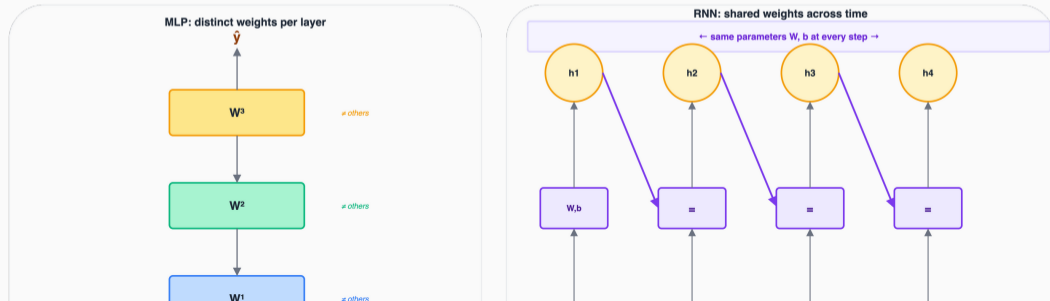 MLP: distinct weights per layer
ŷ
W³
≠ others
W²
≠ others
W¹
≠ others
RNN: shared weights across time
← same parameters W, b at every step →
h1
h2
h3
h4
W,b
=
=
=